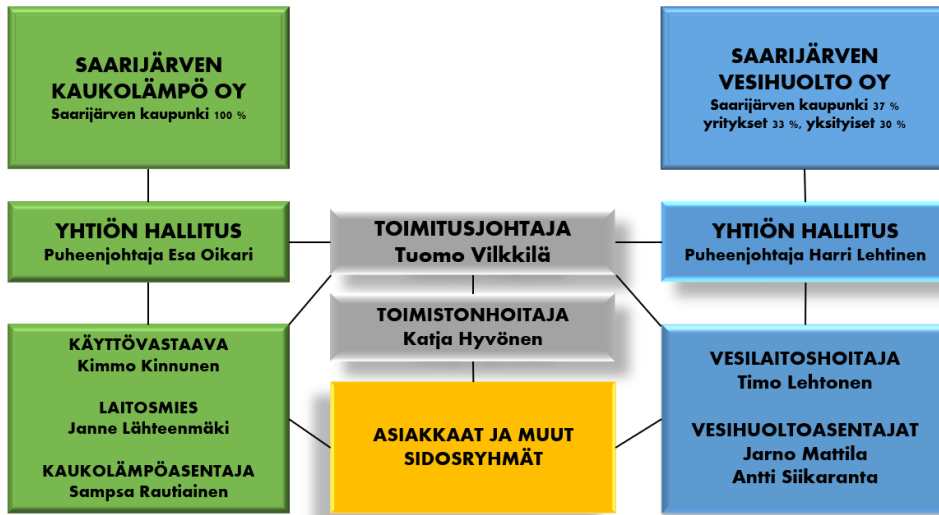 SAARIJÄRVEN
KAUKOLÄMPÖ OY
Saarijärven kaupunki 100 %
SAARIJÄRVEN
VESIHUOLTO OY
Saarijärven kaupunki 37 %
yritykset 33 %, yksityiset 30 %
YHTIÖN HALLITUS
Puheenjohtaja Esa Oikari
TOIMITUSJOHTAJA
Tuomo Vilkkilä
YHTIÖN HALLITUS
Puheenjohtaja Harri Lehtinen
TOIMISTONHOITAJA
Katja Hyvönen
KÄYTTÖVASTAAVA
Kimmo Kinnunen
LAITOSMIES
Janne Lähteenmäki
KAUKOLÄMPÖASENTAJA
Sampsa Rautiainen
ASIAKKAAT JA MUUT
SIDOSRYHMÄT
VESILAITOSHOITAJA
Timo Lehtonen
VESIHUOLTOASENTAJAT
Jarno Mattila
Antti Siikaranta